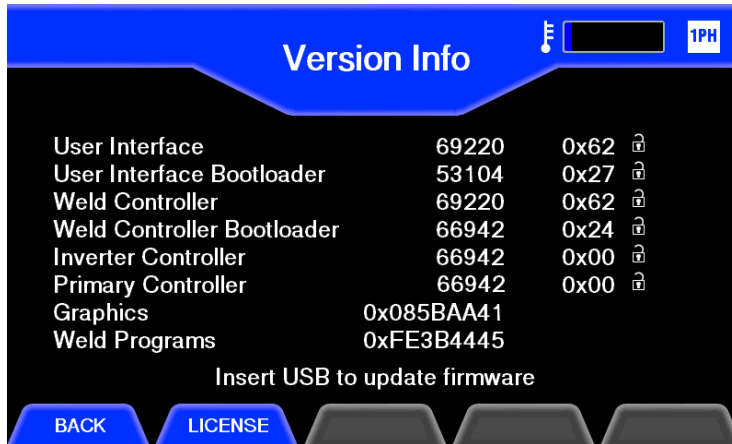 Version Info
1PH
User Interface 69220 0x62
User Interface Bootloader 53104 0x27
Weld Controller 69220 0x62
Weld Controller Bootloader 66942 0x24
Inverter Controller 66942 0x00
Primary Controller 66942 0x00
Graphics 0x085BAA41
Weld Programs 0xFE3B4445
Insert USB to update firmware
BACK LICENSE